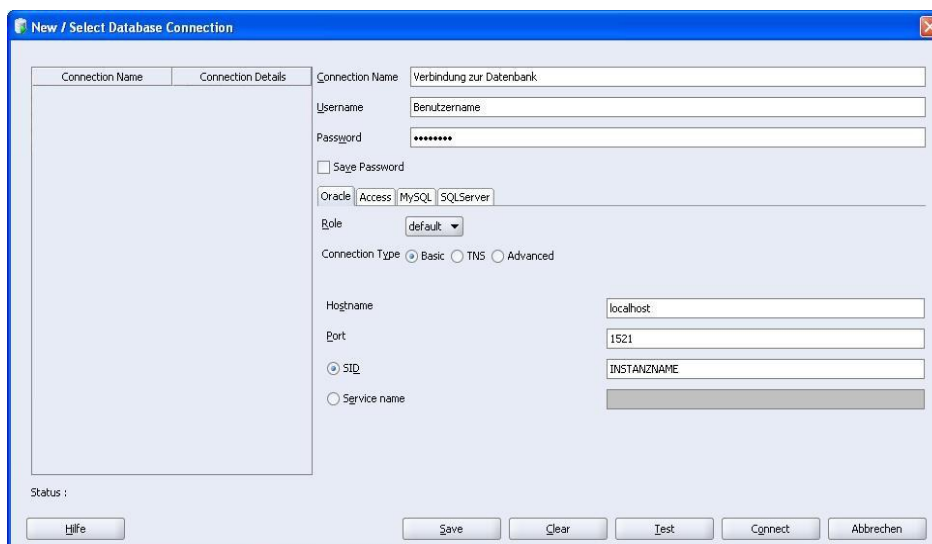 New / Select Database Connection
Connection Name Connection Details
Connection Name Verbindung zur Datenbank
Username Benutzername
Password ••••••••
Save Password
Oracle Access MySQL SQLServer
Role default
Connection Type Basic TNS Advanced
Hostname localhost
Port 1521
SID INSTANZNAME
Service name
Status :
Hilfe Save Clear Test Connect Abbrechen